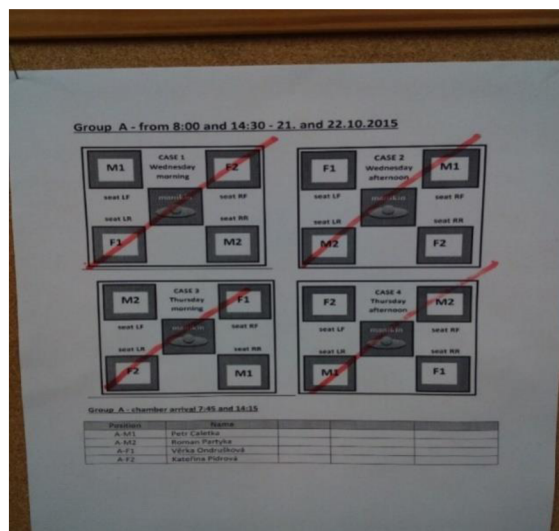 Group A - from 8:00 and 14:30 - 21. and 22.10.2015
M1 CASE 1 F2
Wednesday
morning
seat LF manikin seat RF
seat LR seat RR
F1 M2
F1 CASE 2 M1
Wednesday
afternoon
seat LF manikin seat RF
seat LR seat RR
M2 F2
M2 CASE 3 F1
Thursday
morning
seat LF manikin seat RF
seat LR seat RR
F2 M1
F2 CASE 4 M2
Thursday
afternoon
seat LF manikin seat RF
seat LR seat RR
M1 F1
Group A - chamber arrival 7:45 and 14:15
Position Name
A-M1 Petr Caletka
A-M2 Roman Partyka
A-F1 Věrka Ondrušková
A-F2 Kateřina Pidrová